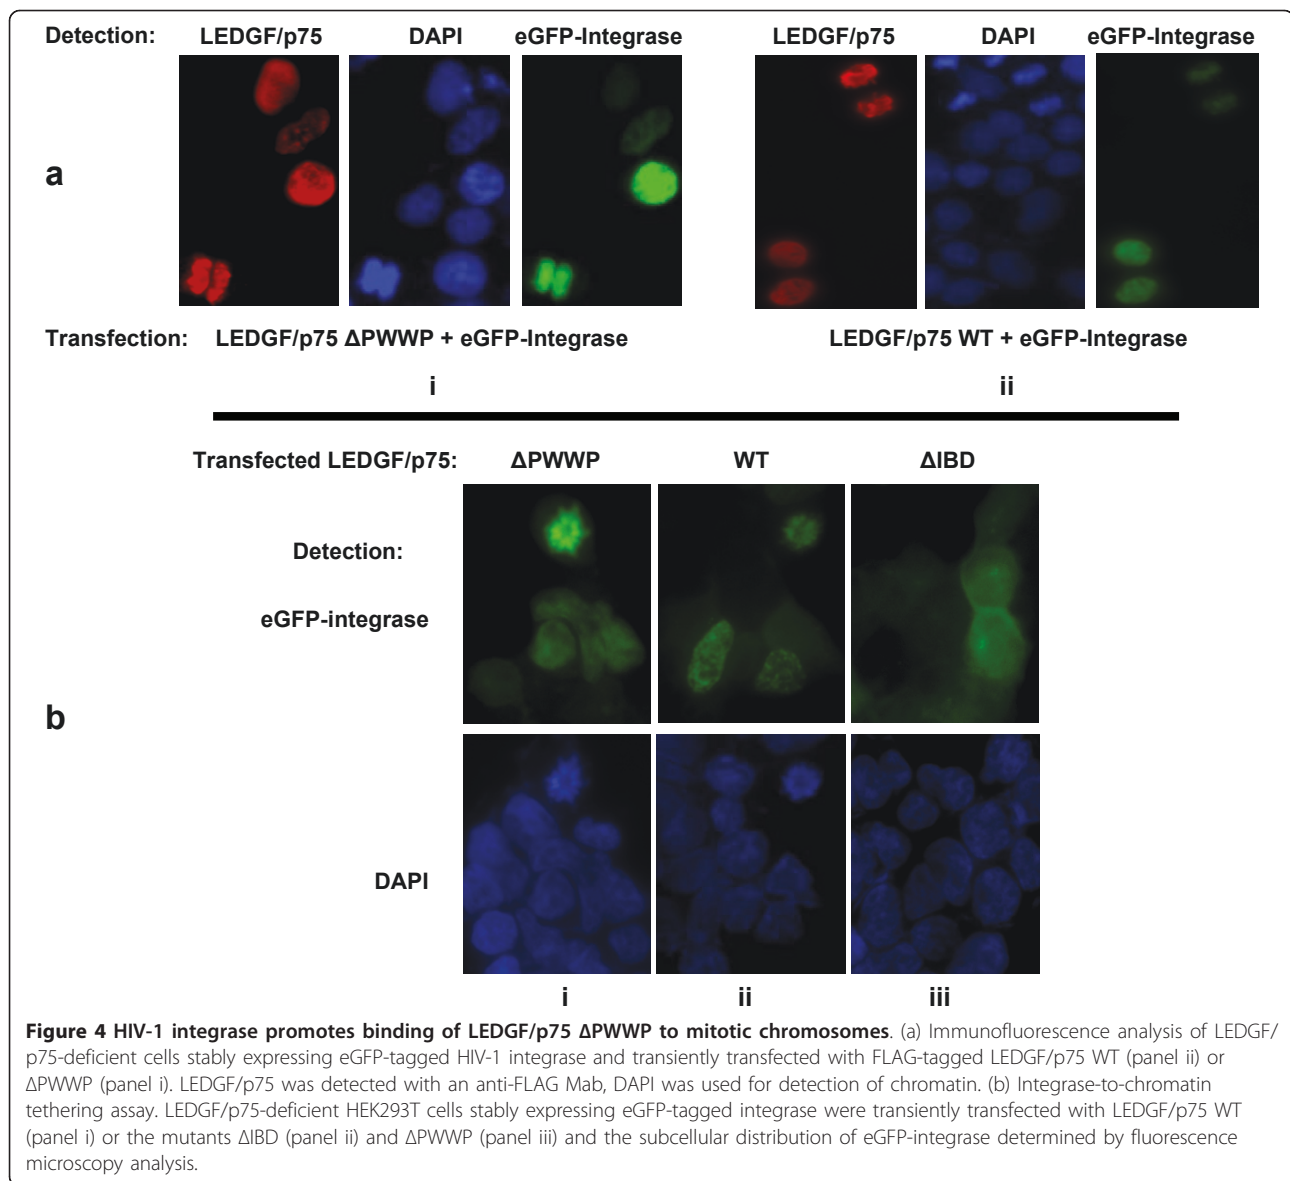 Detection: LEDGF/p75 DAPI eGFP-Integrase LEDGF/p75 DAPI eGFP-Integrase
a
Transfection: LEDGF/p75 ΔPWWP + eGFP-Integrase LEDGF/p75 WT + eGFP-Integrase
i ii
Transfected LEDGF/p75: ΔPWWP WT ΔIBD
Detection:
eGFP-integrase
b
DAPI
i ii iii
Figure 4 HIV-1 integrase promotes binding of LEDGF/p75 ΔPWWP to mitotic chromosomes. (a) Immunofluorescence analysis of LEDGF/
p75-deficient cells stably expressing eGFP-tagged HIV-1 integrase and transiently transfected with FLAG-tagged LEDGF/p75 WT (panel ii) or
ΔPWWP (panel i). LEDGF/p75 was detected with an anti-FLAG Mab, DAPI was used for detection of chromatin. (b) Integrase-to-chromatin
tethering assay. LEDGF/p75-deficient HEK293T cells stably expressing eGFP-tagged integrase were transiently transfected with LEDGF/p75 WT
(panel i) or the mutants ΔIBD (panel ii) and ΔPWWP (panel iii) and the subcellular distribution of eGFP-integrase determined by fluorescence
microscopy analysis.